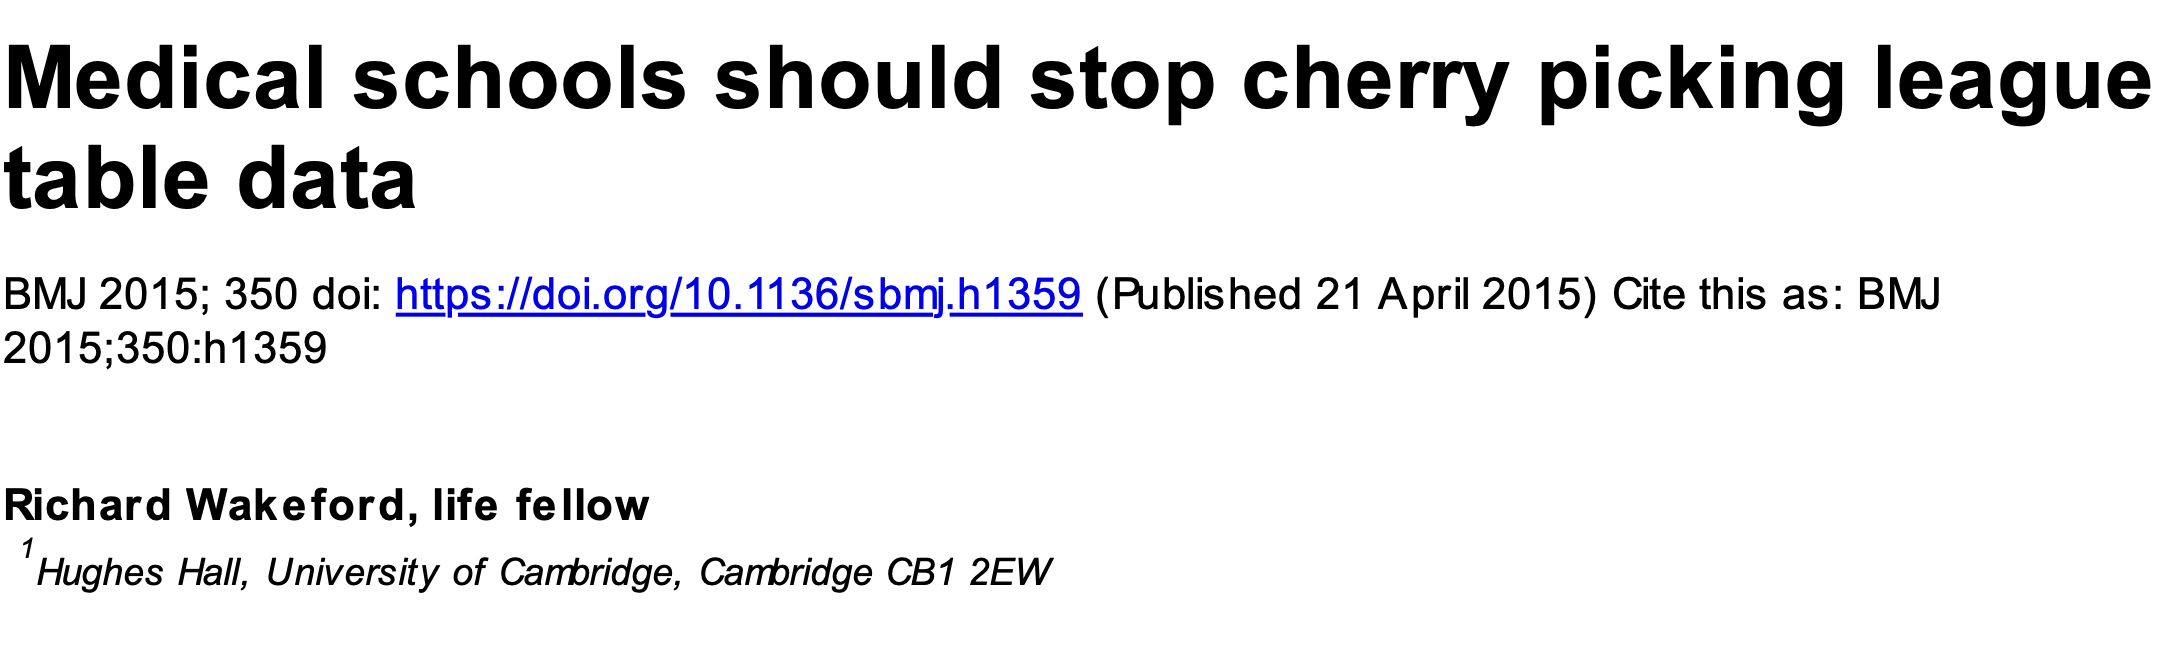 Medical schools should stop cherry picking league
table data
BMJ 2015; 350 doi: https://doi.org/10.1136/sbmj.h1359 (Published 21 April 2015) Cite this as: BMJ
2015;350:h1359
Richard Wakeford, life fellow
1Hughes Hall, University of Cambridge, Cambridge CB1 2EW